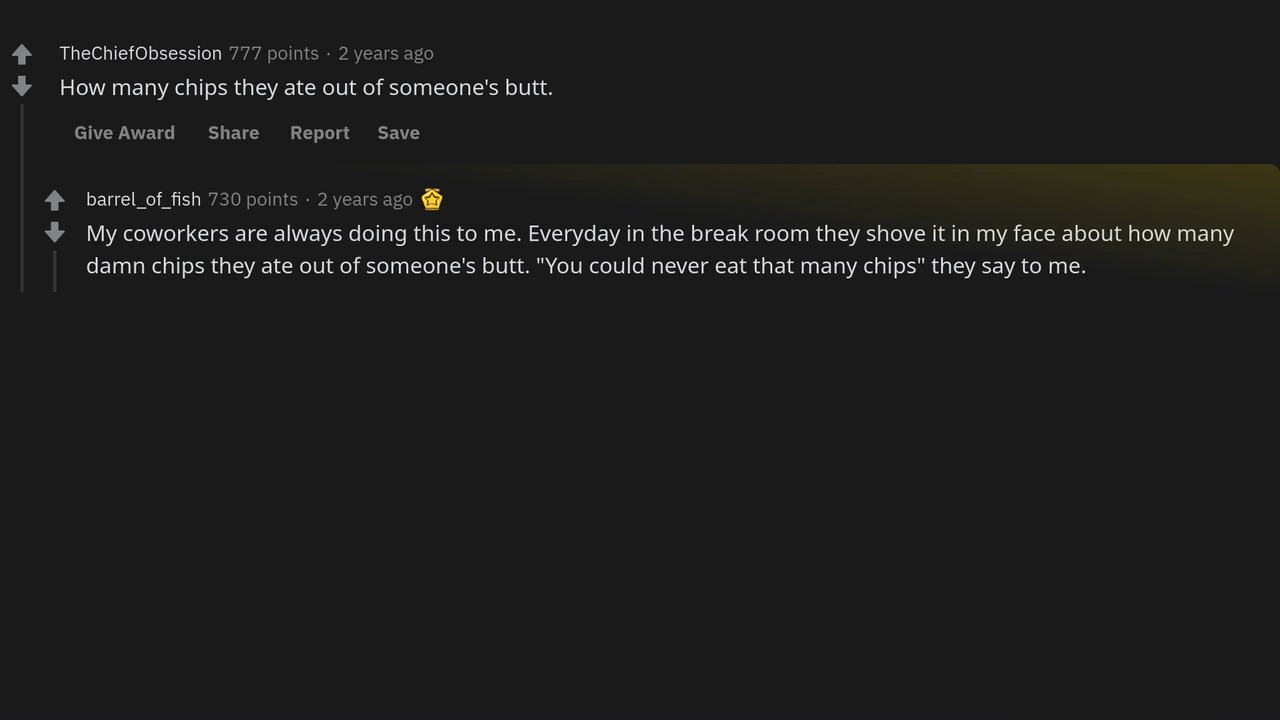 TheChiefObsession 777 points · 2 years ago
How many chips they ate out of someone's butt.
Give Award Share Report Save
barrel_of_fish 730 points · 2 years ago
My coworkers are always doing this to me. Everyday in the break room they shove it in my face about how many
damn chips they ate out of someone's butt. "You could never eat that many chips" they say to me.